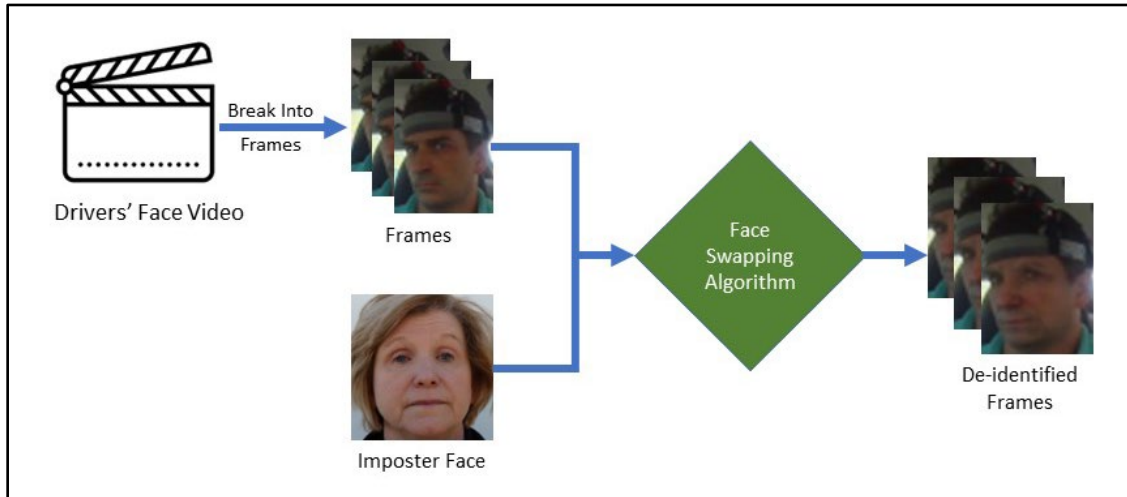 Break Into
Frames
Drivers’ Face Video
Frames
Imposter Face
Face
Swapping
Algorithm
De-identified
Frames